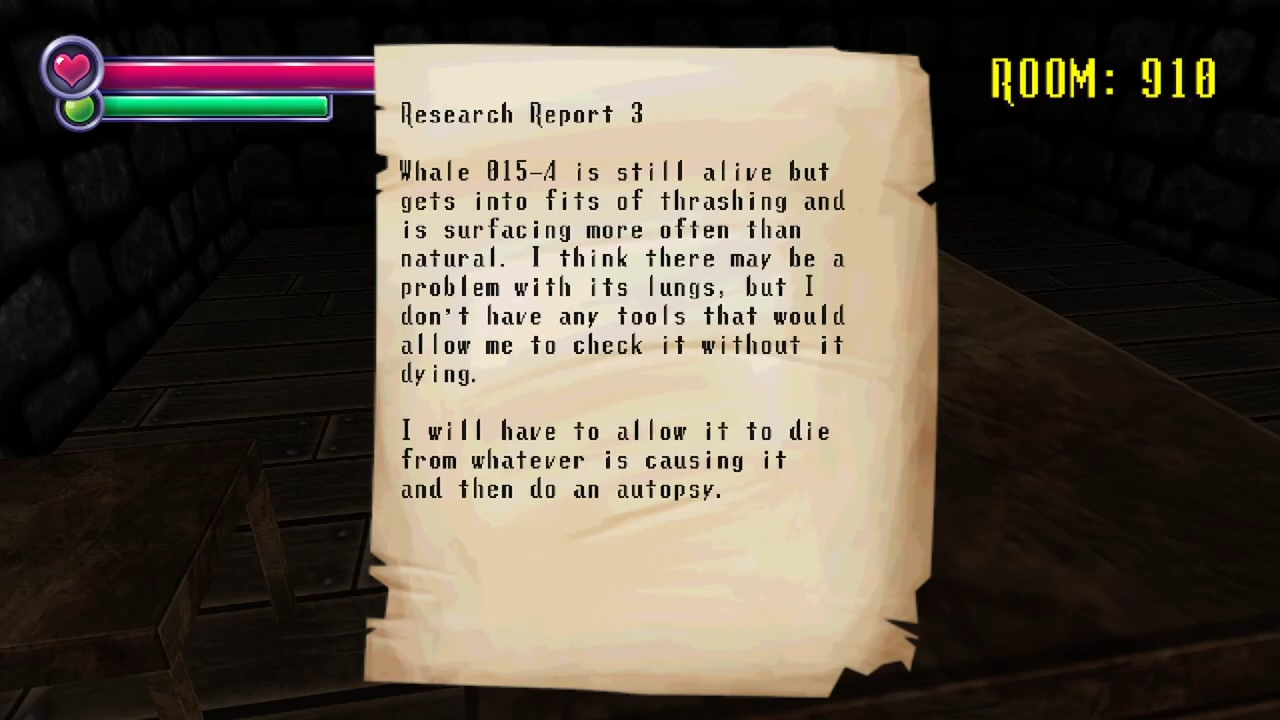 ROOM: 910
Research Report 3
Whale 015-A is still alive but
gets into fits of thrashing and
is surfacing more often than
natural. I think there may be a
problem with its lungs, but I
don't have any tools that would
allow me to check it without it
dying.
I will have to allow it to die
from whatever is causing it
and then do an autopsy.